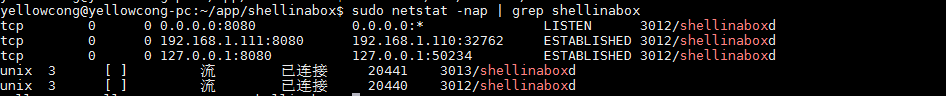 yellowcong@yellowcong-pc:~/app/shellinabox$ sudo netstat -nap | grep shellinabox
tcp 0 0 0.0.0.0:8080 0.0.0.0:* LISTEN 3012/shellinaboxd
tcp 0 0 192.168.1.111:8080 192.168.1.110:32762 ESTABLISHED 3012/shellinaboxd
tcp 0 0 127.0.0.1:8080 127.0.0.1:50234 ESTABLISHED 3012/shellinaboxd
unix 3 [ ] 流 已连接 20441 3013/shellinaboxd
unix 3 [ ] 流 已连接 20440 3012/shellinaboxd